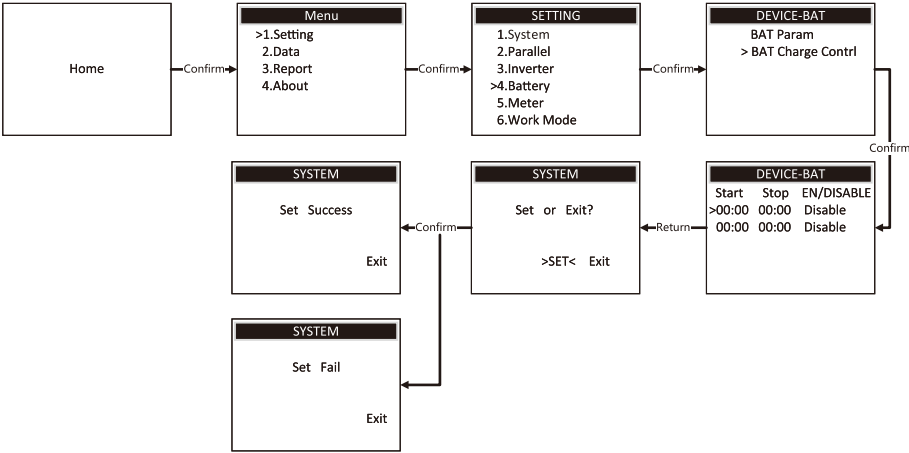 Home
Confirm
Menu
>1.Setting
2.Data
3.Report
4.About
Confirm
SETTING
1.System
2.Parallel
3.Inverter
>4.Battery
5.Meter
6.Work Mode
Confirm
DEVICE-BAT
BAT Param
> BAT Charge Contrl
Confirm
DEVICE-BAT
Start Stop EN/DISABLE
>00:00 00:00 Disable
00:00 00:00 Disable
Return
SYSTEM
Set or Exit?
>SET< Exit
Confirm
SYSTEM
Set Success
Exit
SYSTEM
Set Fail
Exit